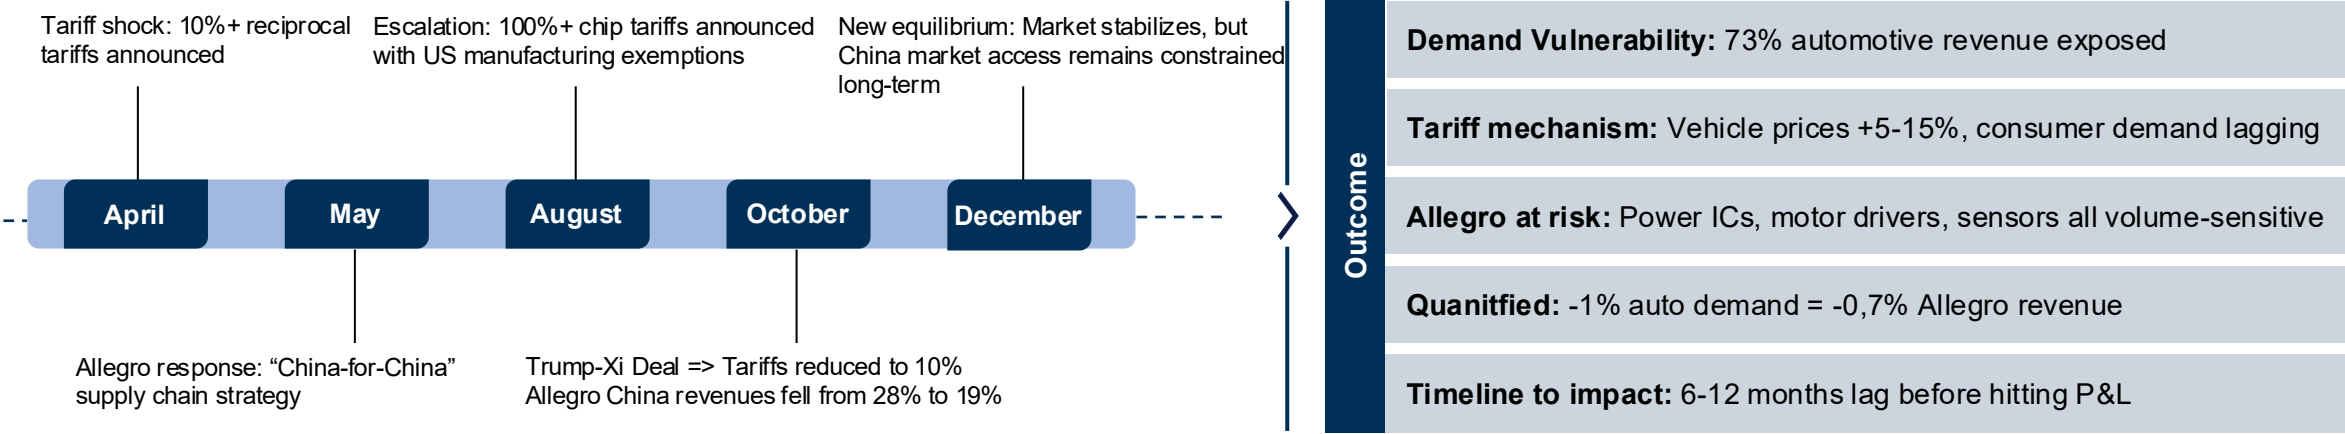 Tariff shock: 10%+ reciprocal
tariffs announced
Escalation: 100%+ chip tariffs announced
with US manufacturing exemptions
New equilibrium: Market stabilizes, but
China market access remains constrained
long-term
April
May
August
October
December
Allegro response: “China-for-China”
supply chain strategy
Trump-Xi Deal => Tariffs reduced to 10%
Allegro China revenues fell from 28% to 19%
Outcome
Demand Vulnerability: 73% automotive revenue exposed
Tariff mechanism: Vehicle prices +5-15%, consumer demand lagging
Allegro at risk: Power ICs, motor drivers, sensors all volume-sensitive
Quanitfied: -1% auto demand = -0,7% Allegro revenue
Timeline to impact: 6-12 months lag before hitting P&L